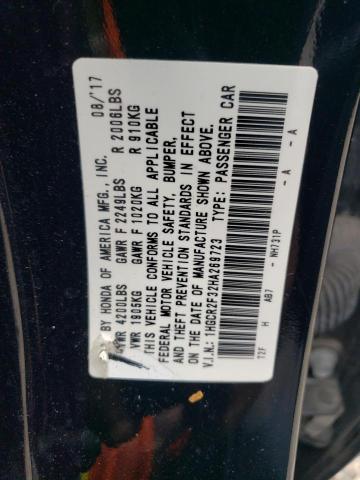 BY HONDA OF AMERICA MFG., INC. 08/'17
GVWR 4200LBS GAWR F 2249LBS R 2006LBS
GVWR 1905KG GAWR F 1020KG R 910KG
THIS VEHICLE CONFORMS TO ALL APPLICABLE
FEDERAL MOTOR VEHICLE SAFETY, BUMPER,
AND THEFT PREVENTION STANDARDS IN EFFECT
ON THE DATE OF MANUFACTURE SHOWN ABOVE.
V.I.N.: 1HGCR2F32HA269723 TYPE: PASSENGER CAR
72F H AB7 - NH731P - A - A